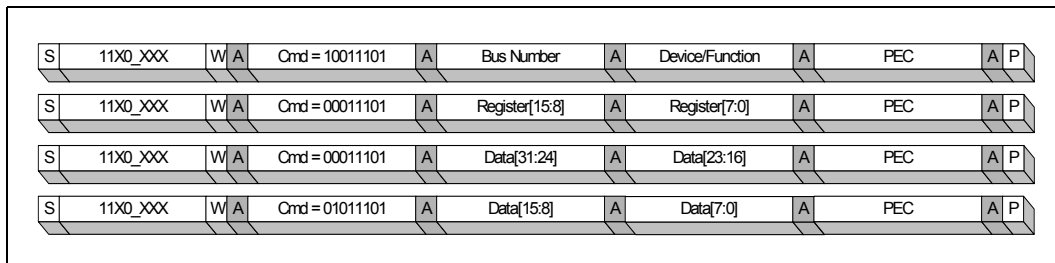 S 11X0_XXX W A Cmd = 10011101 A Bus Number A Device/Function A PEC A P
S 11X0_XXX W A Cmd = 00011101 A Register[15:8] A Register[7:0] A PEC A P
S 11X0_XXX W A Cmd = 00011101 A Data[31:24] A Data[23:16] A PEC A P
S 11X0_XXX W A Cmd = 01011101 A Data[15:8] A Data[7:0] A PEC A P